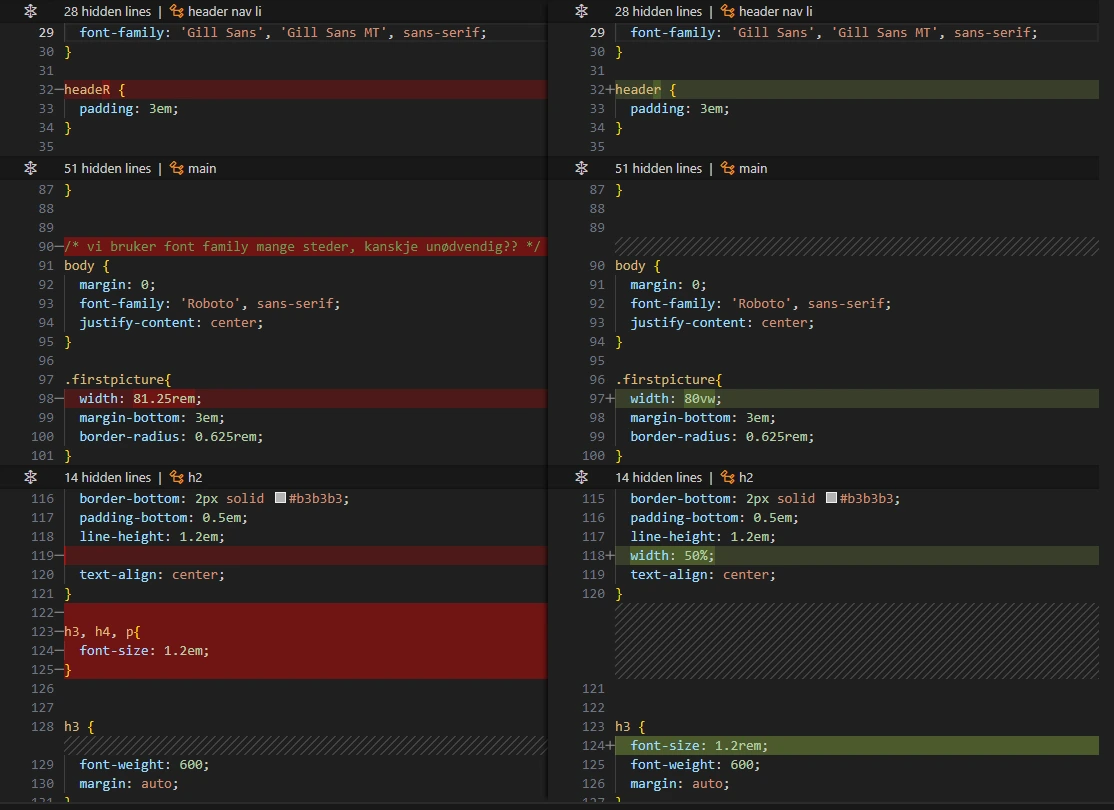 28 hidden lines | header nav li
29 font-family: 'Gill Sans', 'Gill Sans MT', sans-serif;
30 }
31
32− headeR {
33 padding: 3em;
34 }
35
51 hidden lines | main
87 }
88
89
90− /* vi bruker font family mange steder, kanskje unødvendig?? */
91 body {
92 margin: 0;
93 font-family: 'Roboto', sans-serif;
94 justify-content: center;
95 }
96
97 .firstpicture{
98− width: 81.25rem;
99 margin-bottom: 3em;
100 border-radius: 0.625rem;
101 }
14 hidden lines | h2
116 border-bottom: 2px solid #b3b3b3;
117 padding-bottom: 0.5em;
118 line-height: 1.2em;
119−
120 text-align: center;
121 }
122−
123− h3, h4, p{
124− font-size: 1.2em;
125− }
126
127
128 h3 {
129 font-weight: 600;
130 margin: auto;
131 }
28 hidden lines | header nav li
29 font-family: 'Gill Sans', 'Gill Sans MT', sans-serif;
30 }
31
32+ header {
33 padding: 3em;
34 }
35
51 hidden lines | main
87 }
88
89
90 body {
91 margin: 0;
92 font-family: 'Roboto', sans-serif;
93 justify-content: center;
94 }
95
96 .firstpicture{
97+ width: 80vw;
98 margin-bottom: 3em;
99 border-radius: 0.625rem;
100 }
14 hidden lines | h2
115 border-bottom: 2px solid #b3b3b3;
116 padding-bottom: 0.5em;
117 line-height: 1.2em;
118+ width: 50%;
119 text-align: center;
120 }
121
122
123 h3 {
124+ font-size: 1.2rem;
125 font-weight: 600;
126 margin: auto;
127 }